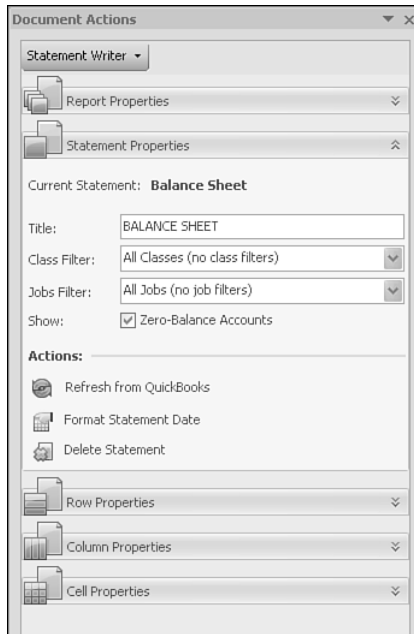 Document Actions
Statement Writer
Report Properties
Statement Properties
Current Statement: Balance Sheet
Title: BALANCE SHEET
Class Filter: All Classes (no class filters)
Jobs Filter: All Jobs (no job filters)
Show: Zero-Balance Accounts
Actions:
Refresh from QuickBooks
Format Statement Date
Delete Statement
Row Properties
Column Properties
Cell Properties